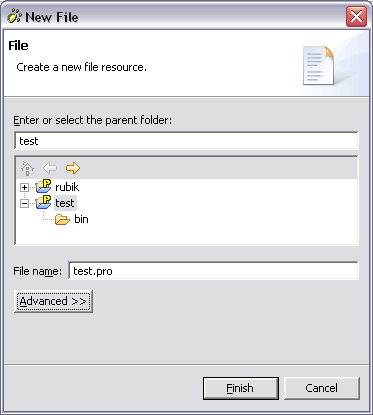 New File
File
Create a new file resource.
Enter or select the parent folder:
test
rubik
test
bin
File name: test.pro
Advanced >>
Finish Cancel